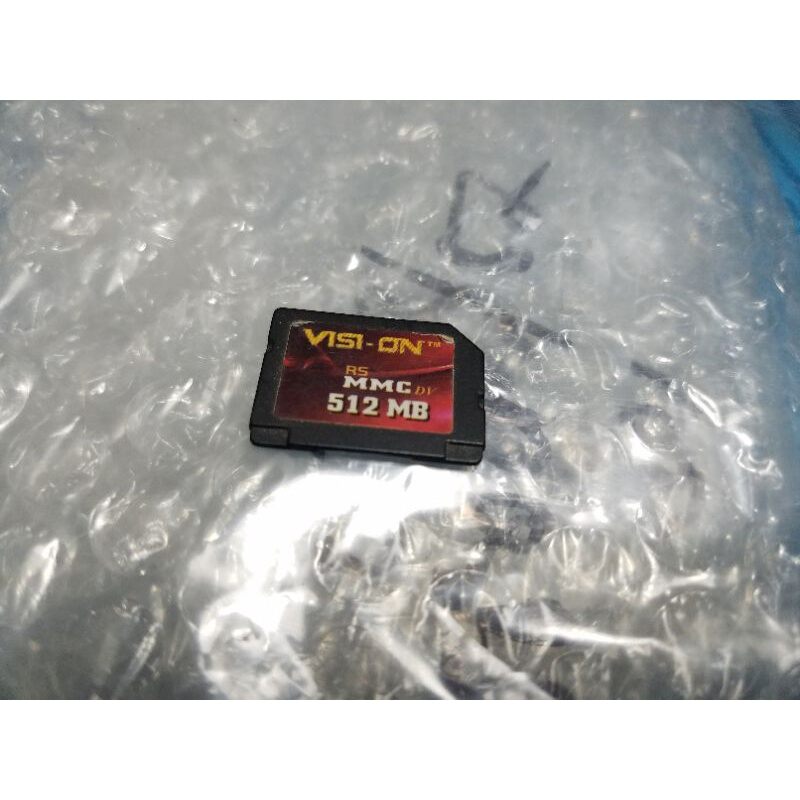 VISI-ON™
RS
MMC DV
512 MB